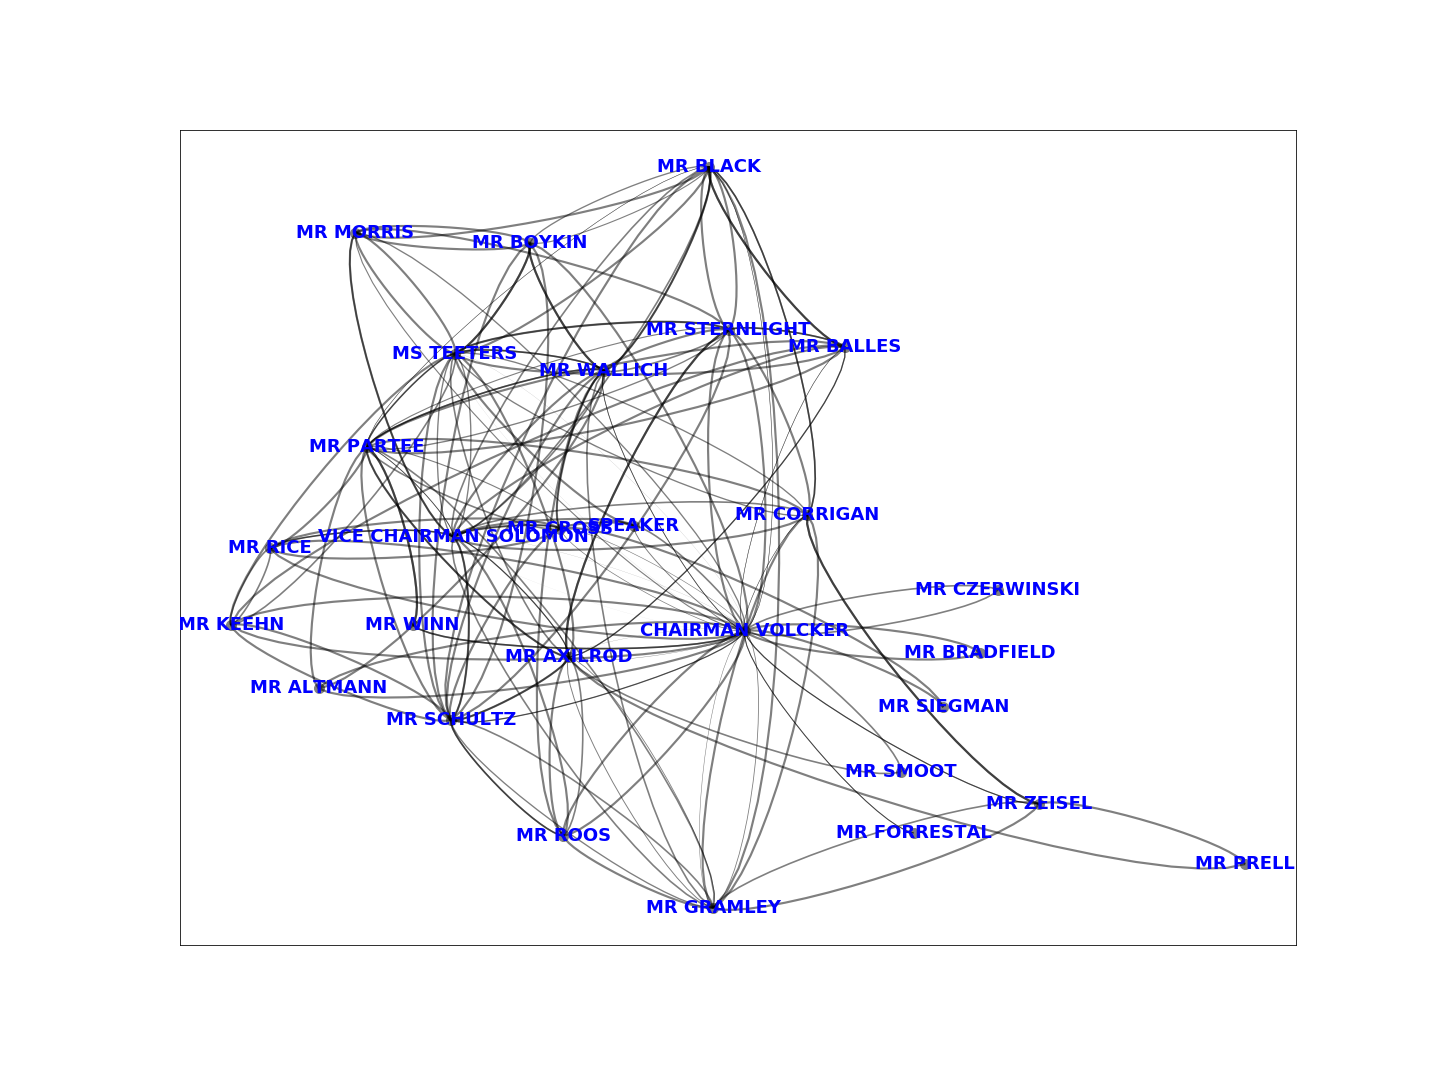 MR BLACK
MR MORRIS
MR BOYKIN
MR STERNLIGHT
MR BALLES
MS TEETERS
MR WALLICH
MR PARTEE
MR CORRIGAN
SPEAKER
MR CROSS
VICE CHAIRMAN SOLOMON
MR RICE
MR CZERWINSKI
MR KEEHN
MR WINN
CHAIRMAN VOLCKER
MR BRADFIELD
MR AXILROD
MR ALTMANN
MR SIEGMAN
MR SCHULTZ
MR SMOOT
MR ZEISEL
MR FORRESTAL
MR ROOS
MR PRELL
MR GRAMLEY